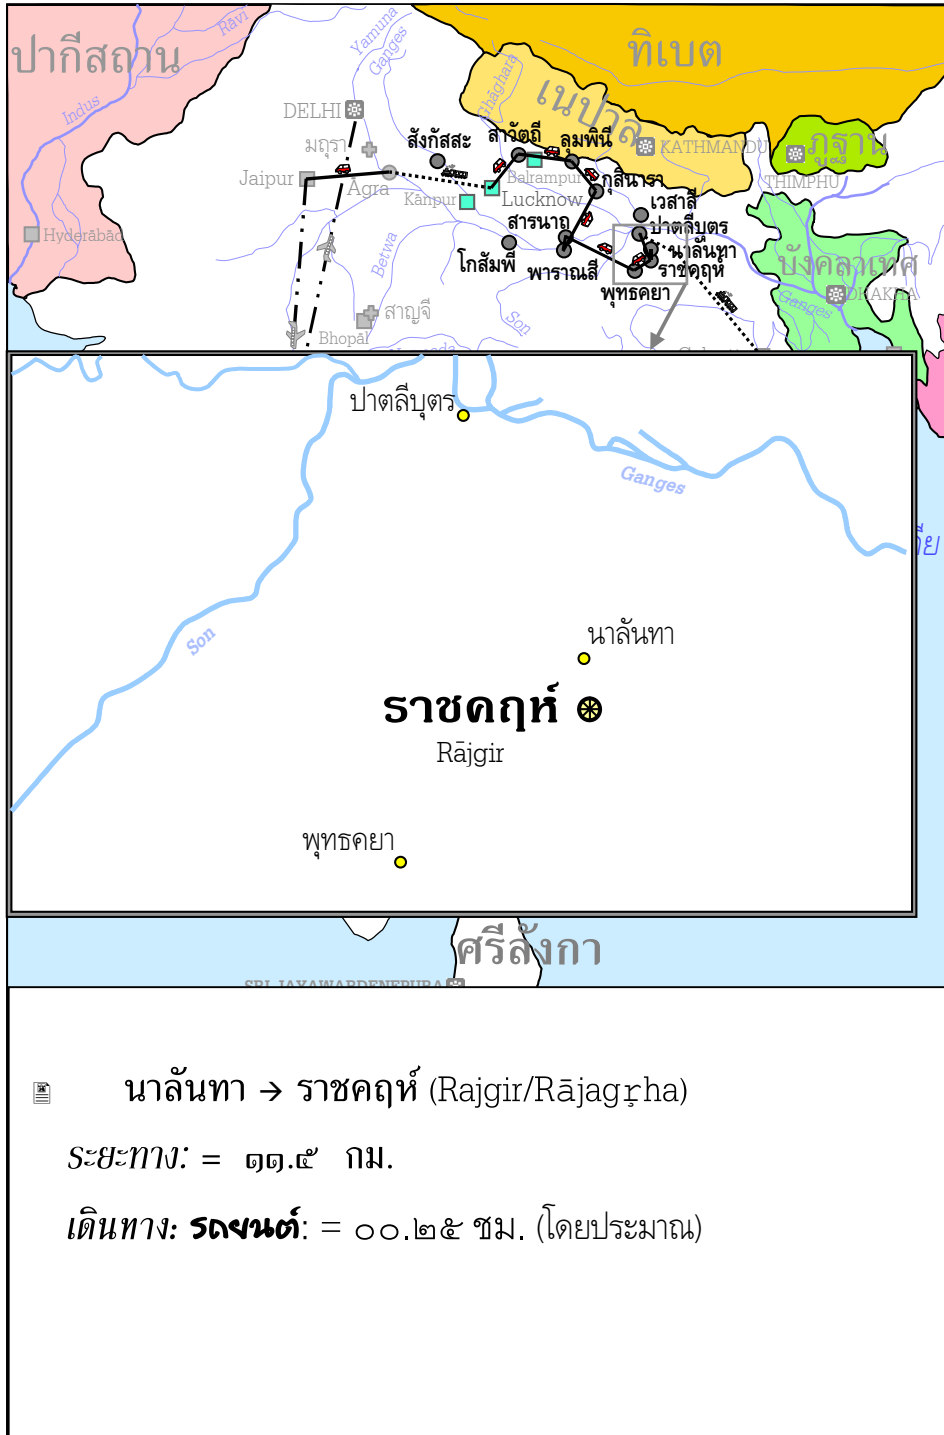 Rāvi
Yamuna
Ganges
ปากีสถาน
ทิเบต
Ghāghara
Indus
เนปาล
DELHI
มถุรา
สังกัสสะ
สาวัตถี
ลุมพินี
KATHMANDU
ภูฐาน
Jaipur
Āgra
Balrampur
กุสินารา
THIMPHU
Kānpur
Lucknow
เวสาลี
Hyderābād
สารนาถ
ปาตลีบุตร
Betwa
โกสัมพี
พาราณสี
นาลันทา
ราชคฤห์
บังคลาเทศ
พุทธคยา
DHAKHA
Ganges
สาญจี
Son
Bhopāl
ปาตลีบุตร
Ganges
นาลันทา
Son
ราชคฤห์
Rājgir
พุทธคยา
ศรีลังกา
SRI JAYAWARDENEPURA
นาลันทา → ราชคฤห์ (Rajgir/Rājagṛha)
ระยะทาง: = ๑๑.๕ กม.
เดินทาง: รถยนต์: = ๐๐.๒๕ ชม. (โดยประมาณ)